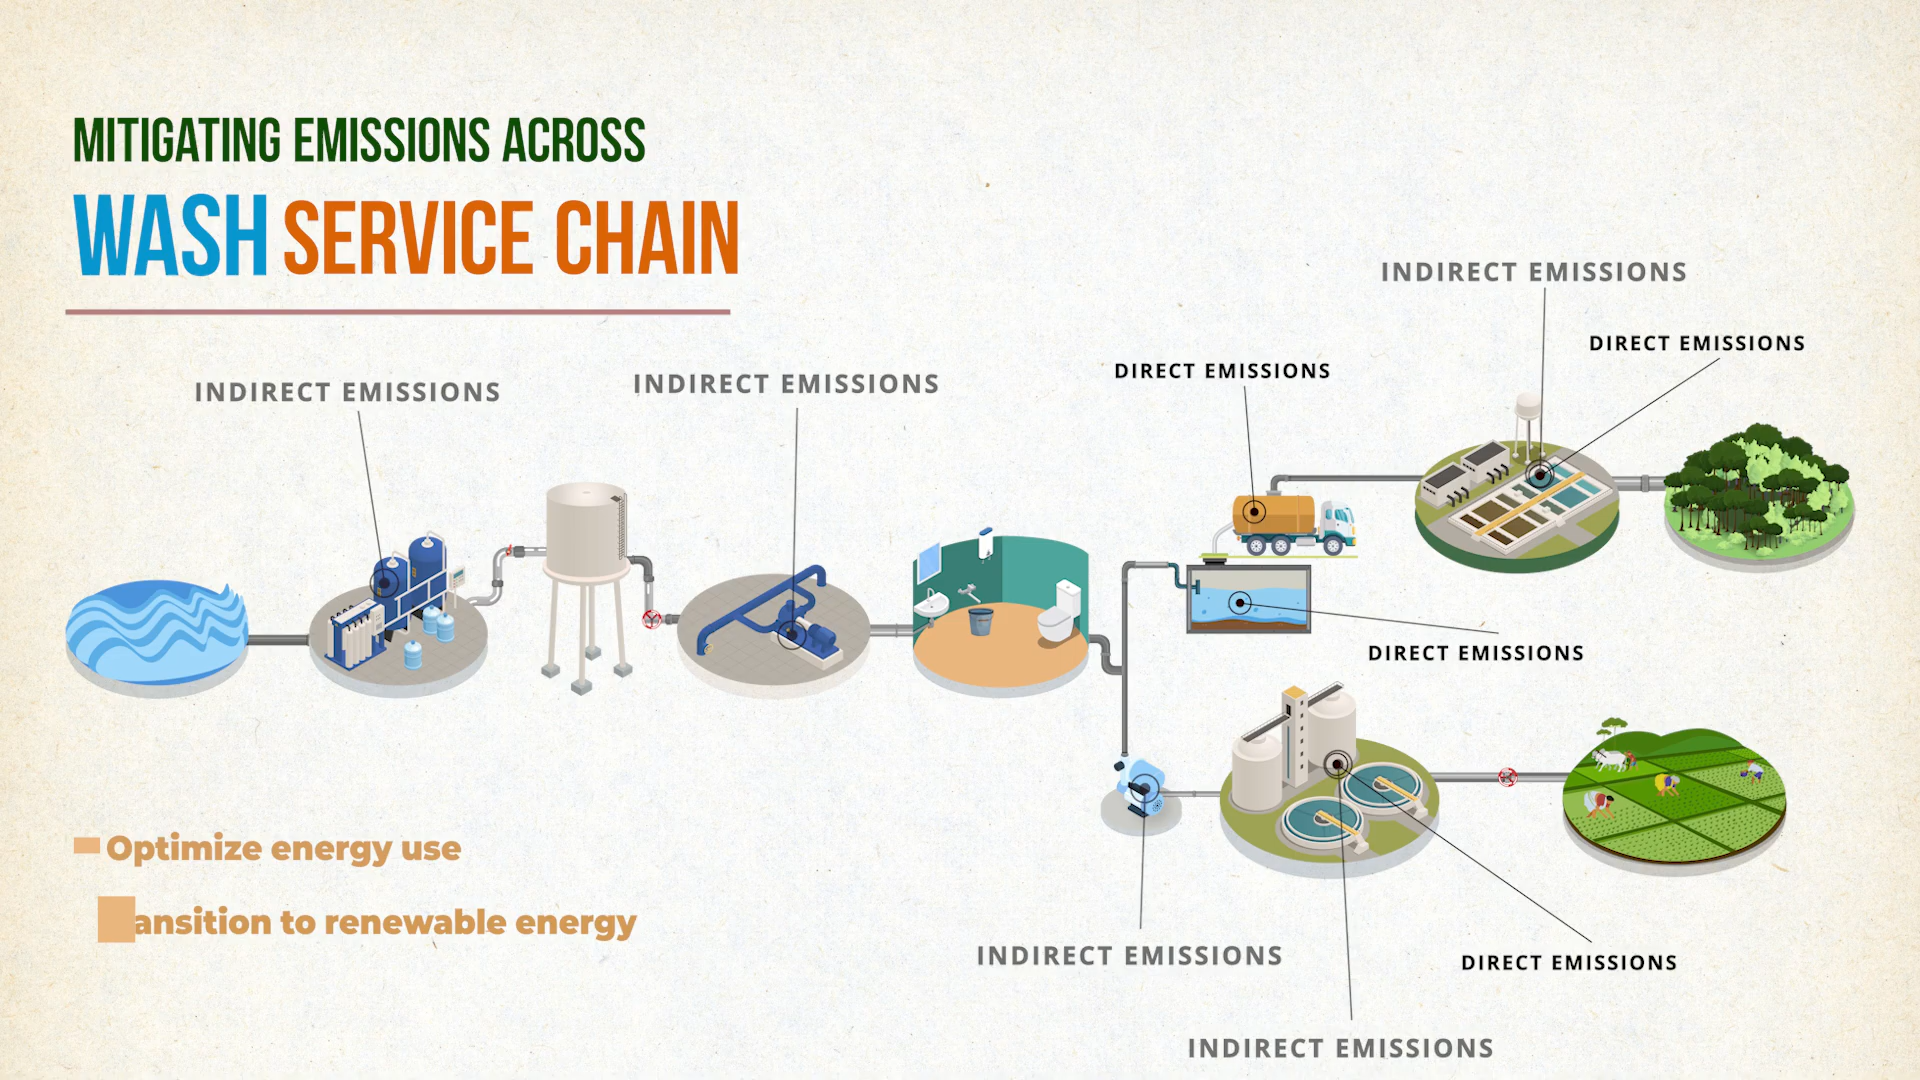 MITIGATING EMISSIONS ACROSS
WASH SERVICE CHAIN
INDIRECT EMISSIONS
INDIRECT EMISSIONS
DIRECT EMISSIONS
INDIRECT EMISSIONS
DIRECT EMISSIONS
DIRECT EMISSIONS
Optimize energy use
ansition to renewable energy
INDIRECT EMISSIONS
DIRECT EMISSIONS
INDIRECT EMISSIONS